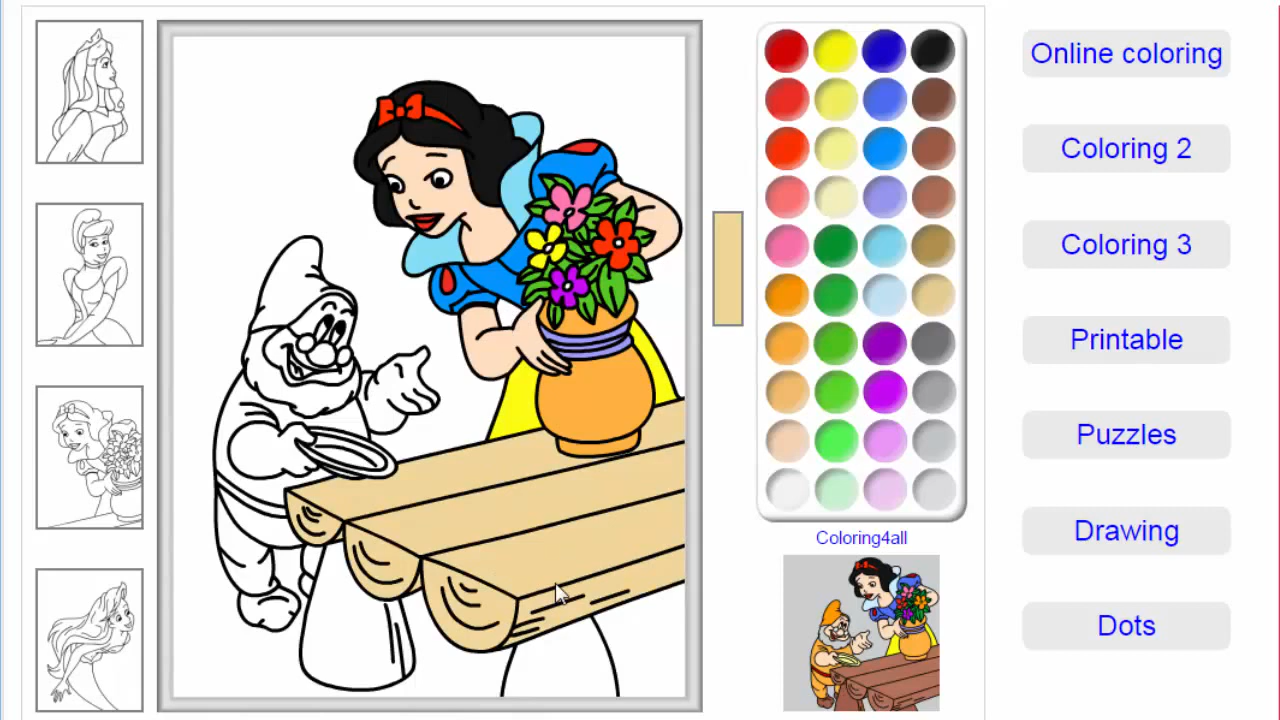 Online coloring
Coloring 2
Coloring 3
Printable
Puzzles
Drawing
Dots
Coloring4all